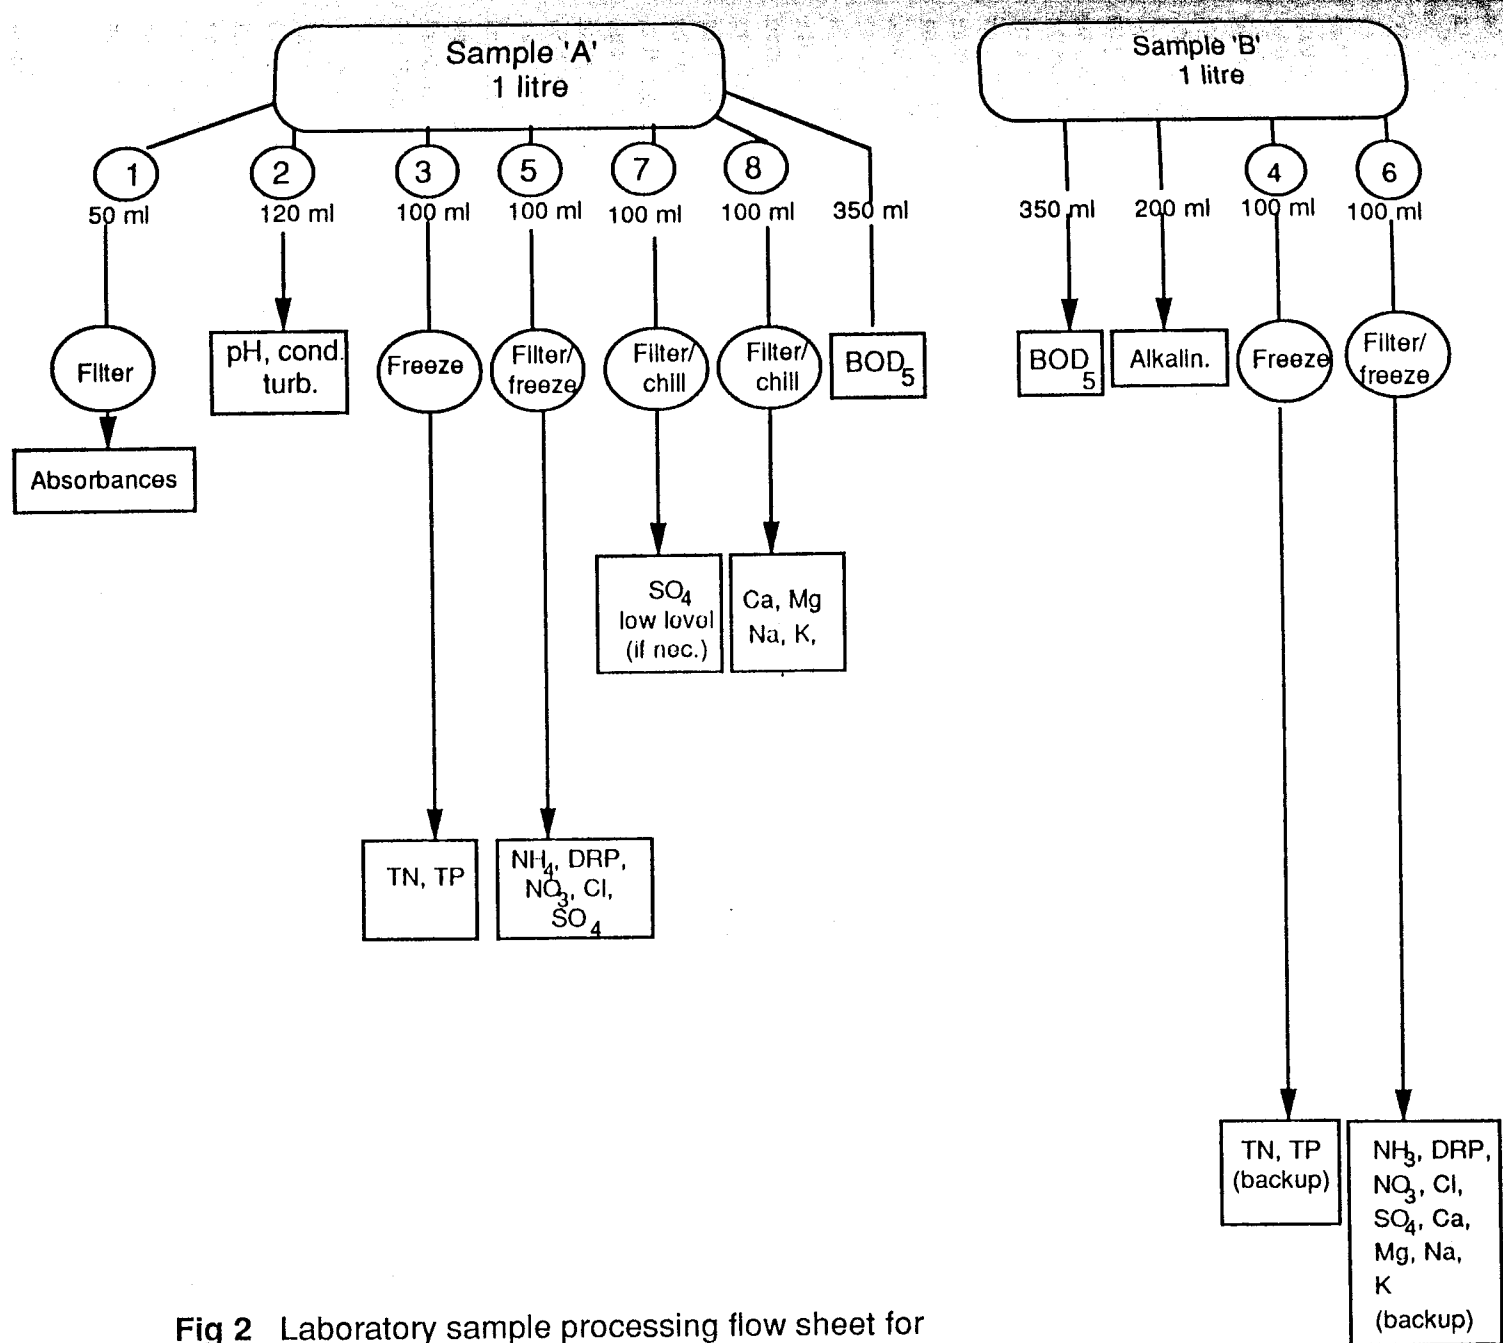 Sample 'A'
1 litre
Sample 'B'
1 litre
1
2
3
5
7
8
4
6
50 ml
120 ml
100 ml
100 ml
100 ml
100 ml
350 ml
350 ml
200 ml
100 ml
100 ml
Filter
pH, cond.
turb.
Freeze
Filter/
freeze
Filter/
chill
Filter/
chill
BOD5
BOD5
Alkalin.
Freeze
Filter/
freeze
Absorbances
SO4
low level
(if nec.)
Ca, Mg
Na, K,
TN, TP
NH4, DRP,
NO3, Cl,
SO4
TN, TP
(backup)
NH3, DRP,
NO3, Cl,
SO4, Ca,
Mg, Na,
K
(backup)
Fig 2 Laboratory sample processing flow sheet for